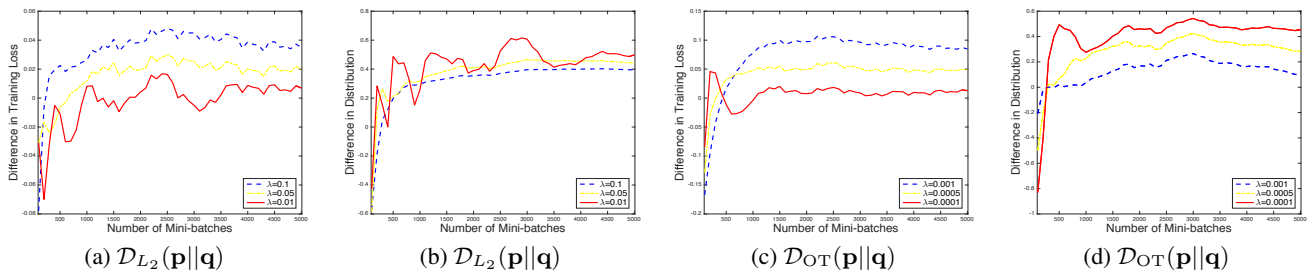 Difference in Training Loss
0.06
0.04
0.02
0
-0.02
-0.04
-0.06
-0.08
500 1000 1500 2000 2500 3000 3500 4000 4500 5000
Number of Mini-batches
λ=0.1
λ=0.05
λ=0.01
(a) D_{L_2}(p||q)
Difference in Distribution
0.8
0.6
0.4
0.2
0
-0.2
-0.4
-0.6
500 1000 1500 2000 2500 3000 3500 4000 4500 5000
Number of Mini-batches
λ=0.1
λ=0.05
λ=0.01
(b) D_{L_2}(p||q)
Difference in Training Loss
0.15
0.1
0.05
0
-0.05
-0.1
-0.15
-0.2
500 1000 1500 2000 2500 3000 3500 4000 4500 5000
Number of Mini-batches
λ=0.001
λ=0.0005
λ=0.0001
(c) D_{OT}(p||q)
Difference in Distribution
0.6
0.4
0.2
0
-0.2
-0.4
-0.6
-0.8
-1
500 1000 1500 2000 2500 3000 3500 4000 4500 5000
Number of Mini-batches
λ=0.001
λ=0.0005
λ=0.0001
(d) D_{OT}(p||q)